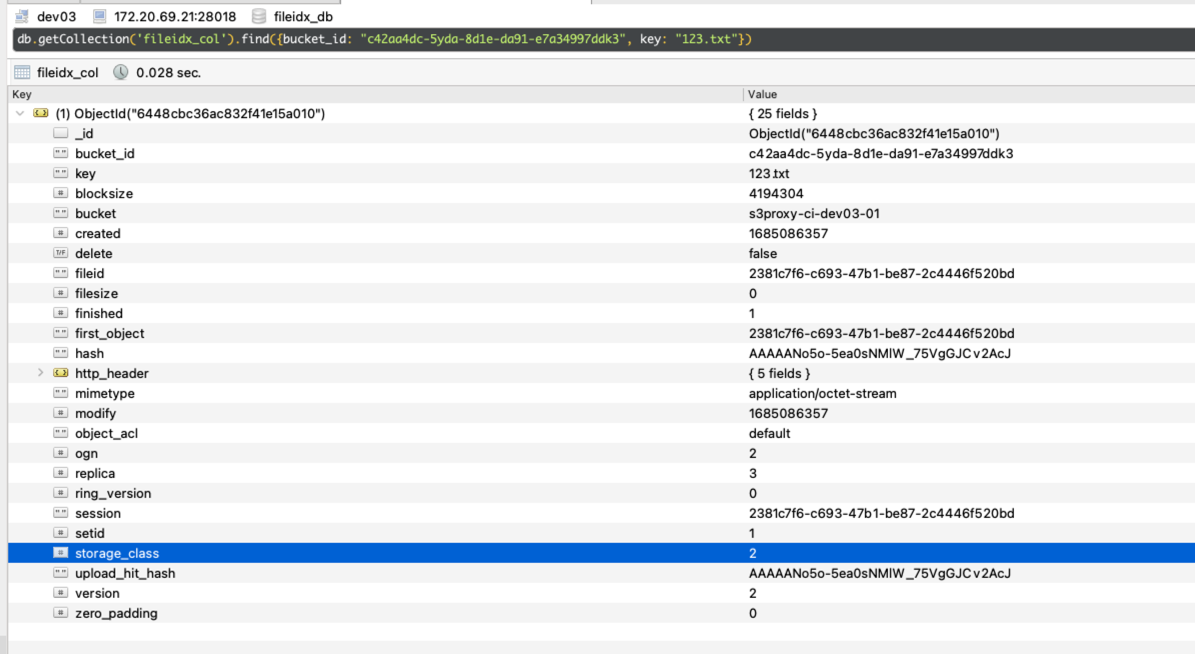 dev03 172.20.69.21:28018 fileidx_db
db.getCollection('fileidx_col').find({bucket_id: "c42aa4dc-5yda-8d1e-da91-e7a34997ddk3", key: "123.txt"})
fileidx_col 0.028 sec.
Key Value
(1) ObjectId("6448cbc36ac832f41e15a010") { 25 fields }
_id ObjectId("6448cbc36ac832f41e15a010")
bucket_id c42aa4dc-5yda-8d1e-da91-e7a34997ddk3
key 123.txt
blocksize 4194304
bucket s3proxy-ci-dev03-01
created 1685086357
delete false
fileid 2381c7f6-c693-47b1-be87-2c4446f520bd
filesize 0
finished 1
first_object 2381c7f6-c693-47b1-be87-2c4446f520bd
hash AAAAANo5o-5ea0sNMlW_75VgGJCv2AcJ
http_header { 5 fields }
mimetype application/octet-stream
modify 1685086357
object_acl default
ogn 2
replica 3
ring_version 0
session 2381c7f6-c693-47b1-be87-2c4446f520bd
setid 1
storage_class 2
upload_hit_hash AAAAANo5o-5ea0sNMlW_75VgGJCv2AcJ
version 2
zero_padding 0